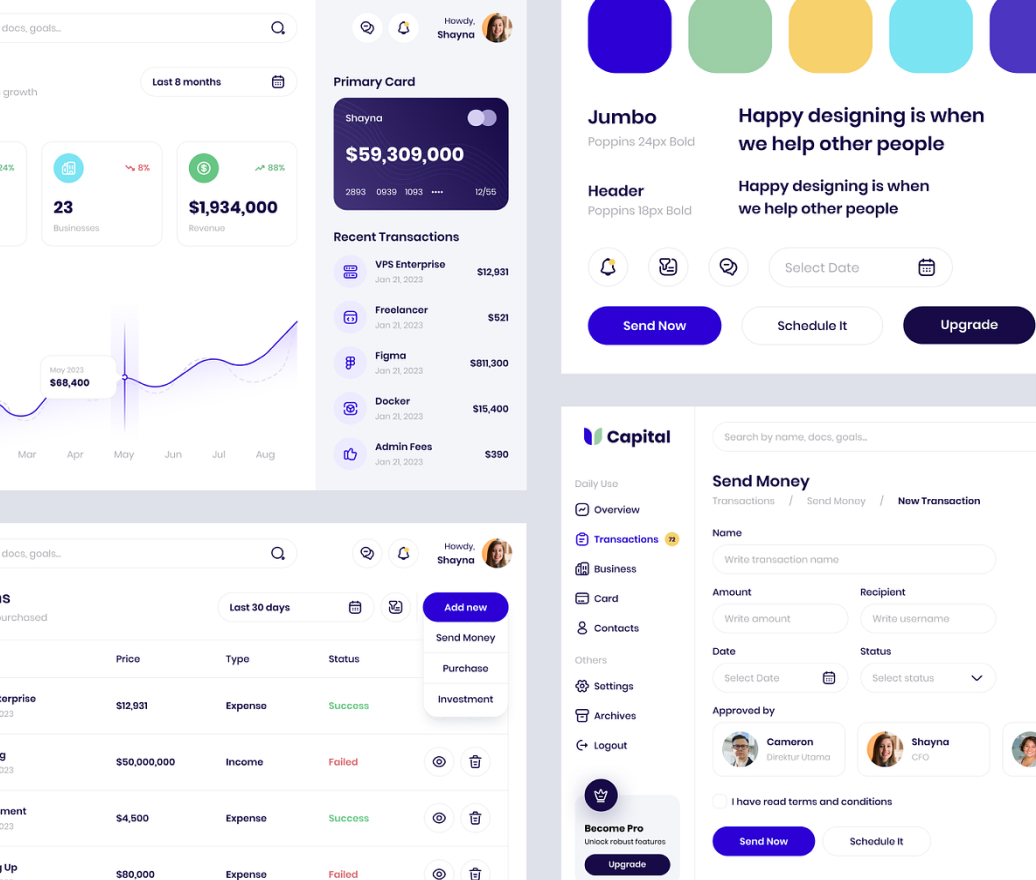 docs, goals...
Howdy,
Shayna
Last 8 months
growth
24%
8%
23
Businesses
88%
$1,934,000
Revenue
May 2023
$68,400
Mar
Apr
May
Jun
Jul
Aug
Primary Card
Shayna
$59,309,000
2893 0939 1093 ••••
12/55
Recent Transactions
VPS Enterprise
Jan 21, 2023
$12,931
Freelancer
Jan 21, 2023
$521
Figma
Jan 21, 2023
$811,300
Docker
Jan 21, 2023
$15,400
Admin Fees
Jan 21, 2023
$390
Jumbo
Poppins 24px Bold
Happy designing is when
we help other people
Header
Poppins 18px Bold
Happy designing is when
we help other people
Select Date
Send Now
Schedule It
Upgrade
docs, goals...
Howdy,
Shayna
ns
purchased
Last 30 days
Add new
Send Money
Purchase
Investment
Price
Type
Status
terprise
2023
$12,931
Expense
Success
g
2023
$50,000,000
Income
Failed
ment
2023
$4,500
Expense
Success
g Up
$80,000
Expense
Failed
Capital
Daily Use
Overview
Transactions
72
Business
Card
Contacts
Others
Settings
Archives
Logout
Become Pro
Unlock robust features
Upgrade
Search by name, docs, goals...
Send Money
Transactions / Send Money / New Transaction
Name
Write transaction name
Amount
Write amount
Recipient
Write username
Date
Select Date
Status
Select status
Approved by
Cameron
Direktur Utama
Shayna
CFO
I have read terms and conditions
Send Now
Schedule It